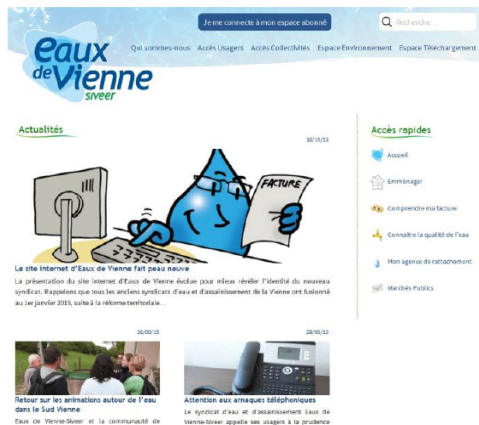 Je me connecte à mon espace abonné
Recherche...
eaux
de Vienne
siveer
Qui sommes-nous Accès Usagers Accès Collectivités Espace Environnement Espace Téléchargement
Actualités
FACTURE
Le site internet d'Eaux de Vienne fait peau neuve
La présentation du site internet d'Eaux de Vienne évolue pour mieux révéler l'identité du nouveau
syndicat. Rappelons que tous les anciens syndicats d'eau et d'assainissement de la Vienne ont fusionné
au 1er janvier 2015, suite à la réforme territoriale...
Retour sur les animations autour de l'eau
dans le Sud Vienne
Eaux de Vienne-Siveer et la communauté de
Attention aux arnaques téléphoniques
Le syndicat d'eau et d'assainissement Eaux de
Vienne-Siveer appelle ses usagers à la prudence
Accès rapides
Accueil
Emménager
Comprendre ma facture
Connaître la qualité de l'eau
Mon agence de rattachement
Marchés Publics